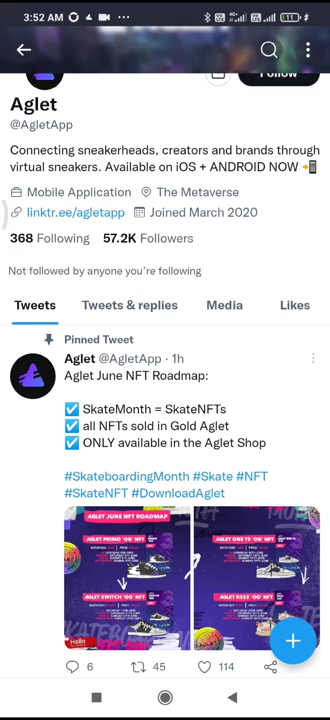 3:52 AM
11
Follow
Aglet
@AgletApp
Connecting sneakerheads, creators and brands through
virtual sneakers. Available on iOS + ANDROID NOW 📲
Mobile Application The Metaverse
linktr.ee/agletapp Joined March 2020
368 Following 57.2K Followers
Not followed by anyone you're following
Tweets Tweets & replies Media Likes
Pinned Tweet
Aglet @AgletApp · 1h
Aglet June NFT Roadmap:
☑️ SkateMonth = SkateNFTs
☑️ all NFTs sold in Gold Aglet
☑️ ONLY available in the Aglet Shop
#SkateboardingMonth #Skate #NFT
#SkateNFT #DownloadAglet
AGLET JUNE NFT ROADMAP
AGLET PRIMO 'OG' NFT
AGLET SWITCH 'OG' NFT
Hello
AGLET ONE TS 'OG' NFT
6 45 114